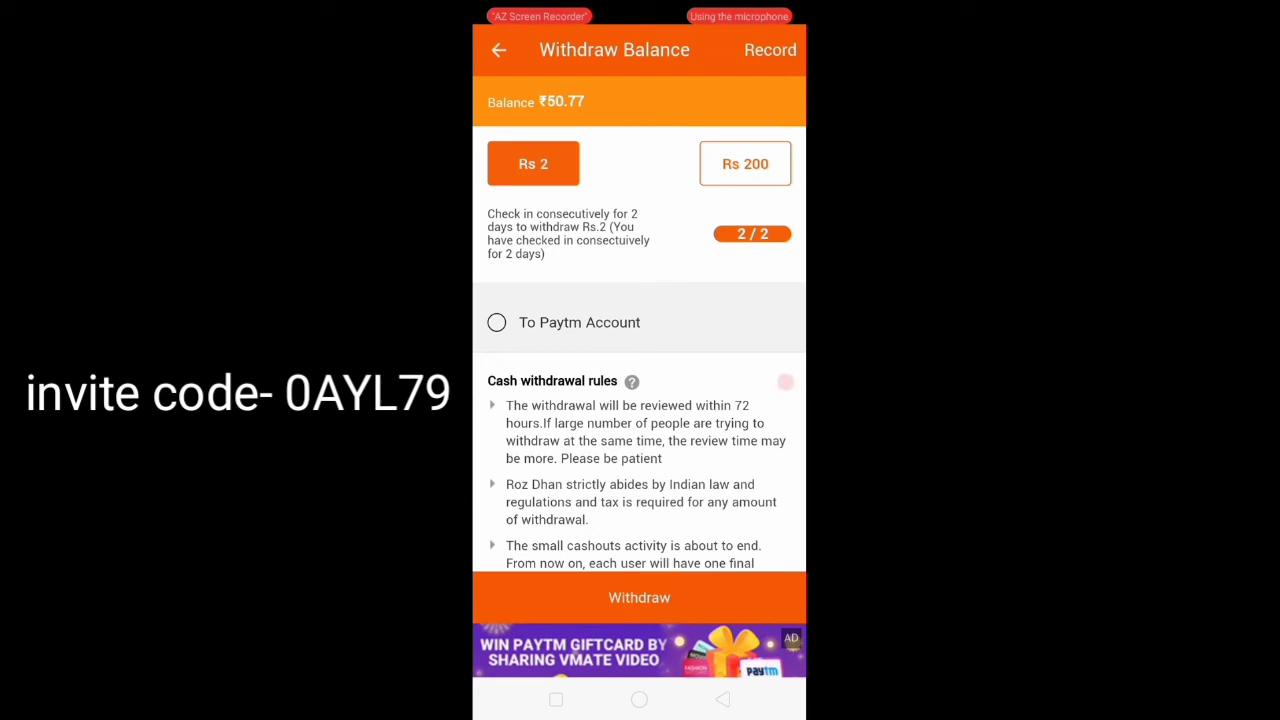 "AZ Screen Recorder"
Using the microphone
Withdraw Balance
Record
Balance ₹50.77
Rs 2
Rs 200
Check in consecutively for 2
days to withdraw Rs.2 (You
have checked in consectuively
for 2 days)
2 / 2
To Paytm Account
invite code- 0AYL79
Cash withdrawal rules ?
The withdrawal will be reviewed within 72
hours.If large number of people are trying to
withdraw at the same time, the review time may
be more. Please be patient
Roz Dhan strictly abides by Indian law and
regulations and tax is required for any amount
of withdrawal.
The small cashouts activity is about to end.
From now on, each user will have one final
Withdraw
WIN PAYTM GIFTCARD BY
SHARING VMATE VIDEO
AD
FASHION
paytm